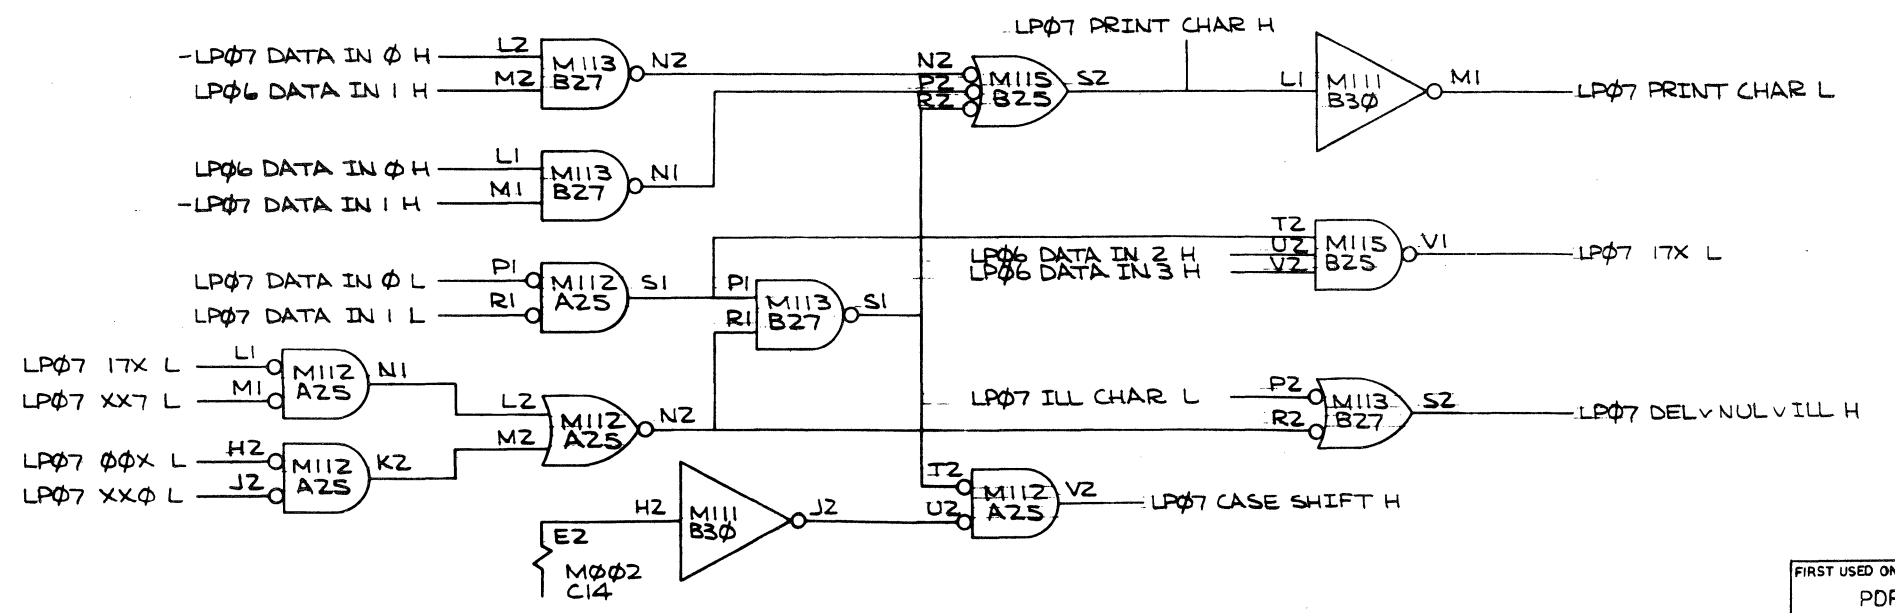 LPØ7 PRINT CHAR H
-LPØ7 DATA IN Ø H
L2
M113
B27
N2
LPØ6 DATA IN 1 H
M2
N2
P2
R2
M115
B25
S2
L1
M111
B3Ø
M1
LPØ7 PRINT CHAR L
LPØ6 DATA IN Ø H
L1
M113
B27
N1
-LPØ7 DATA IN 1 H
M1
T2
U2
V2
M115
B25
V1
LPØ7 17X L
LPØ6 DATA IN 2 H
LPØ6 DATA IN 3 H
LPØ7 DATA IN Ø L
P1
M112
A25
S1
LPØ7 DATA IN 1 L
R1
P1
R1
M113
B27
S1
LPØ7 17X L
L1
M112
A25
N1
LPØ7 XX7 L
M1
L2
M2
M112
A25
N2
LPØ7 ILL CHAR L
P2
R2
M113
B27
S2
LPØ7 DEL v NUL v ILL H
LPØ7 ØØX L
H2
M112
A25
K2
LPØ7 XXØ L
J2
H2
M111
B3Ø
J2
T2
U2
M112
A25
V2
LPØ7 CASE SHIFT H
E2
MØØ2
C14
FIRST USED ON
PDP